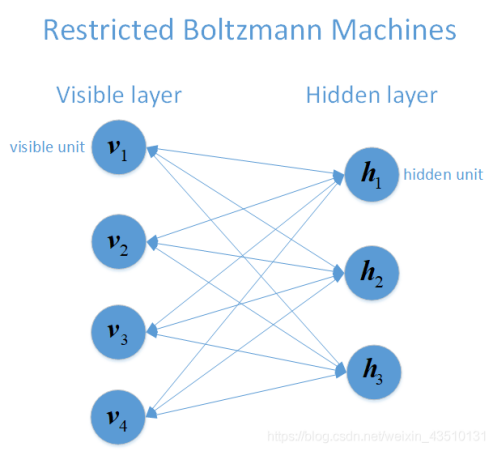 Restricted Boltzmann Machines
Visible layer
Hidden layer
visible unit
v1
h1
hidden unit
v2
h2
v3
h3
v4
https://blog.csdn.net/weixin_43510131